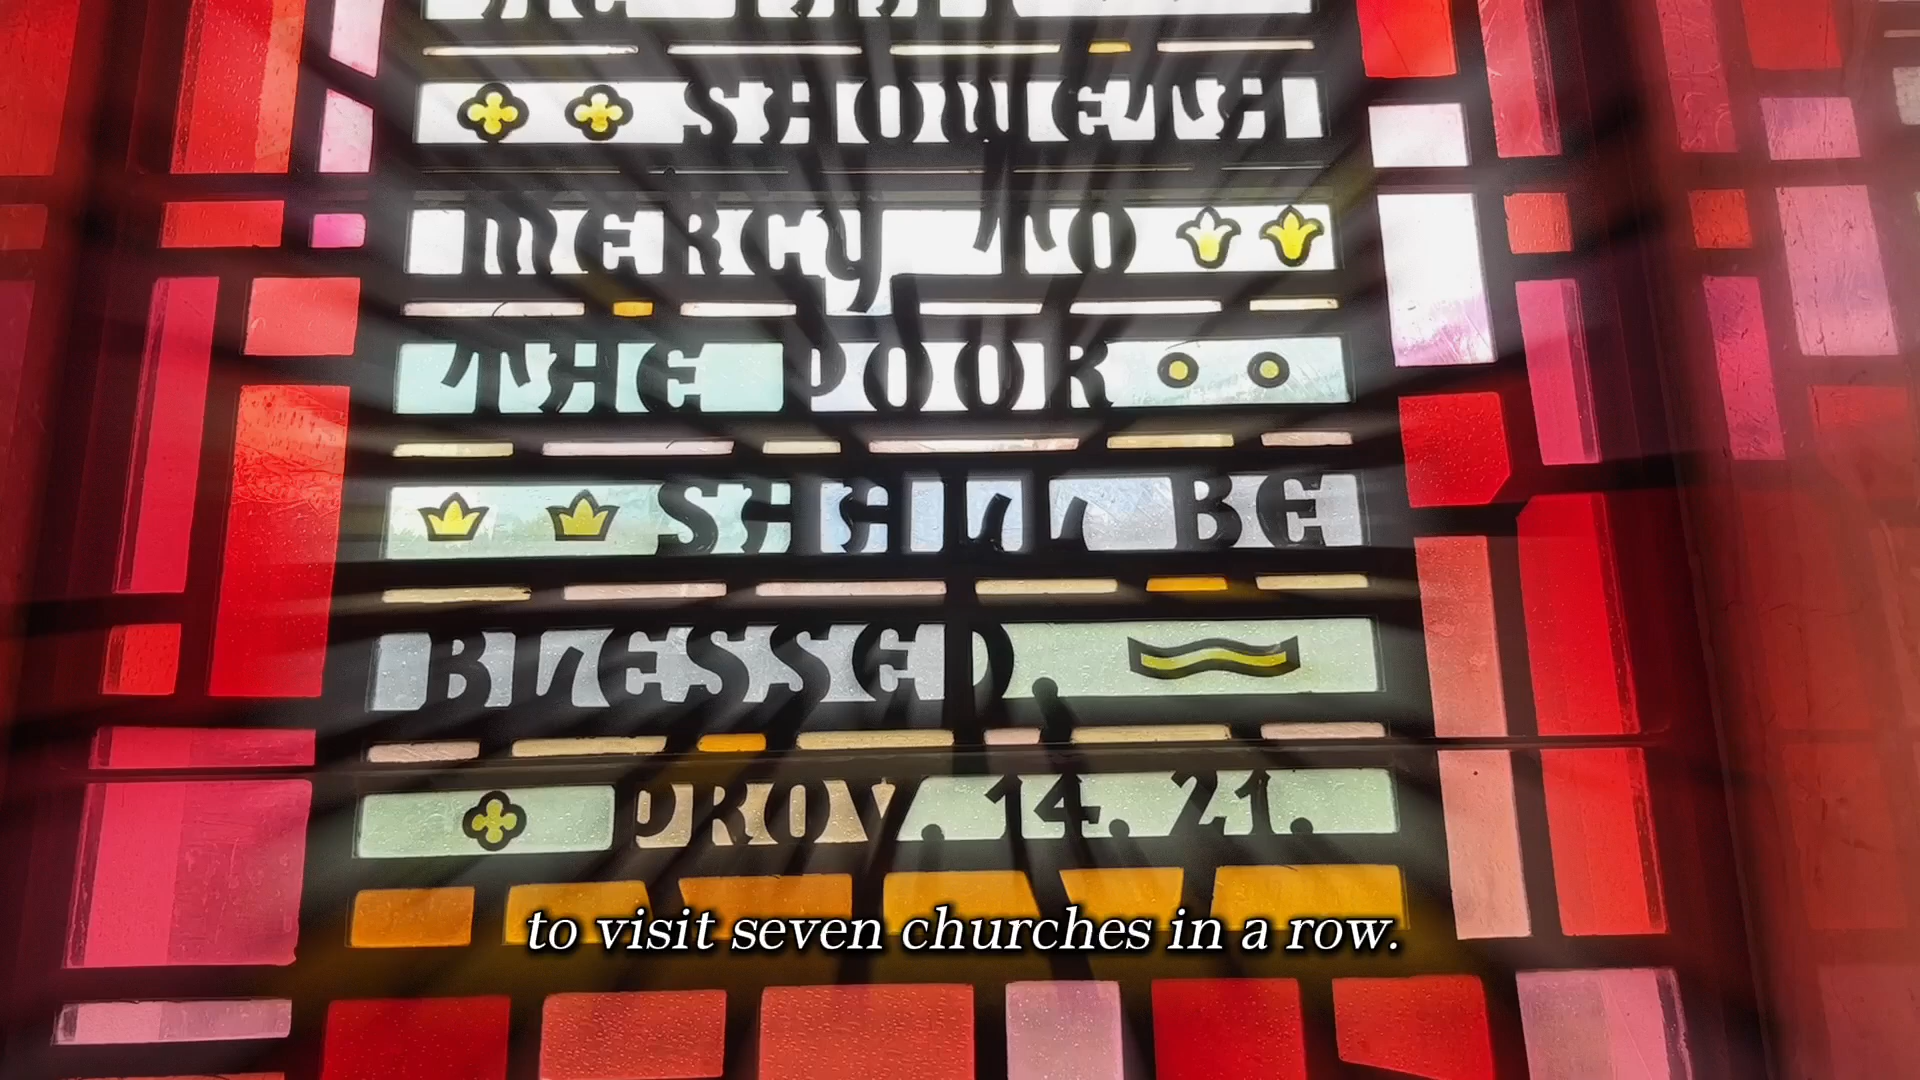 SHOWETH
MERCY TO
THE POOR
SHALL BE
BLESSED.
PROV. 14. 21.
to visit seven churches in a row.